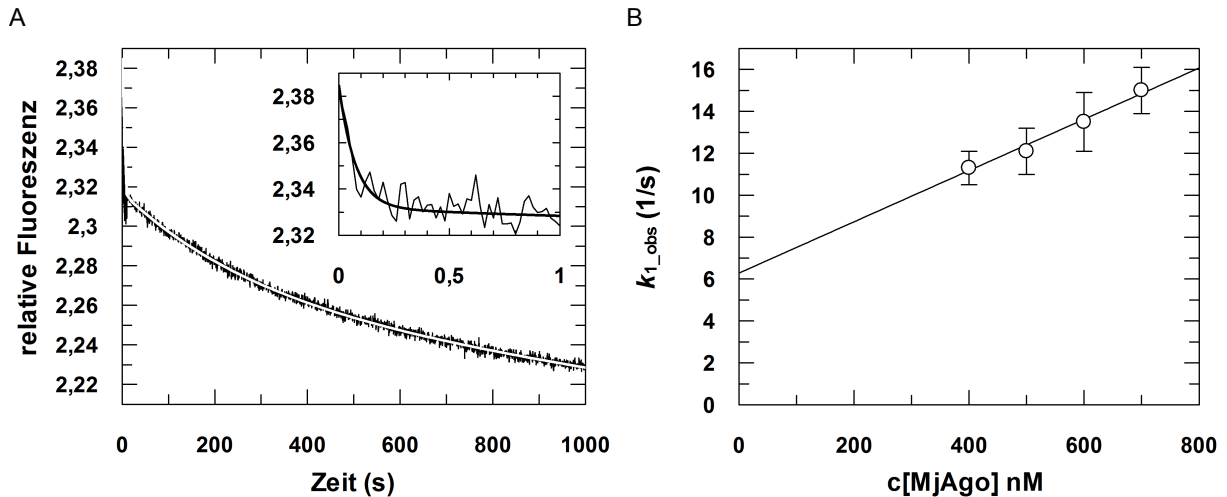 A
relative Fluoreszenz
2,38
2,36
2,34
2,32
2,3
2,28
2,26
2,24
2,22
0 200 400 600 800 1000
Zeit (s)
2,38
2,36
2,34
2,32
0 0,5 1
B
k1_obs (1/s)
16
14
12
10
8
6
4
2
0
0 200 400 600 800
c[MjAgo] nM